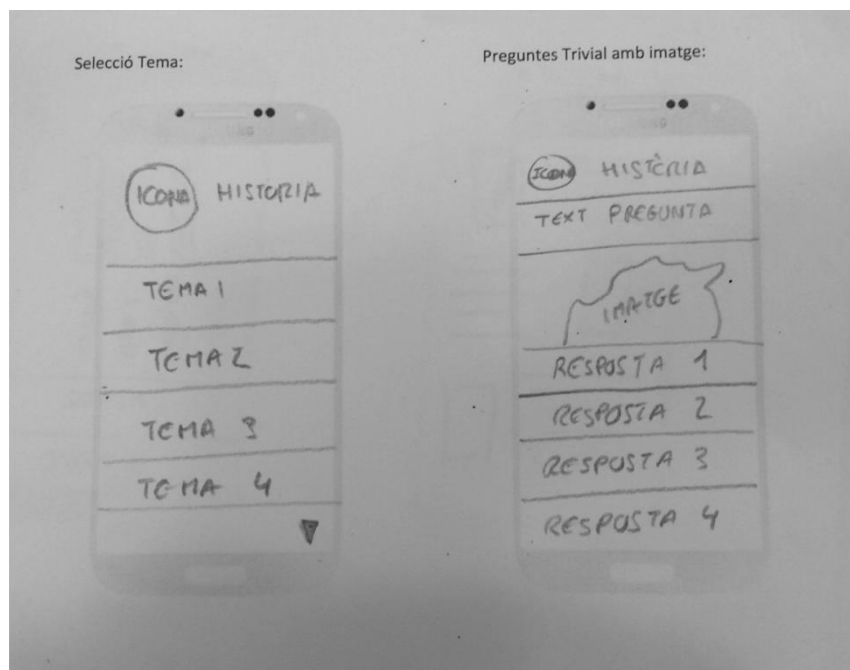 Selecció Tema:
ICONA HISTORIA
TEMA 1
TEMA 2
TEMA 3
TEMA 4
Preguntes Trivial amb imatge:
ICONA HISTÒRIA
TEXT PREGUNTA
IMATGE
RESPOSTA 1
RESPOSTA 2
RESPOSTA 3
RESPOSTA 4